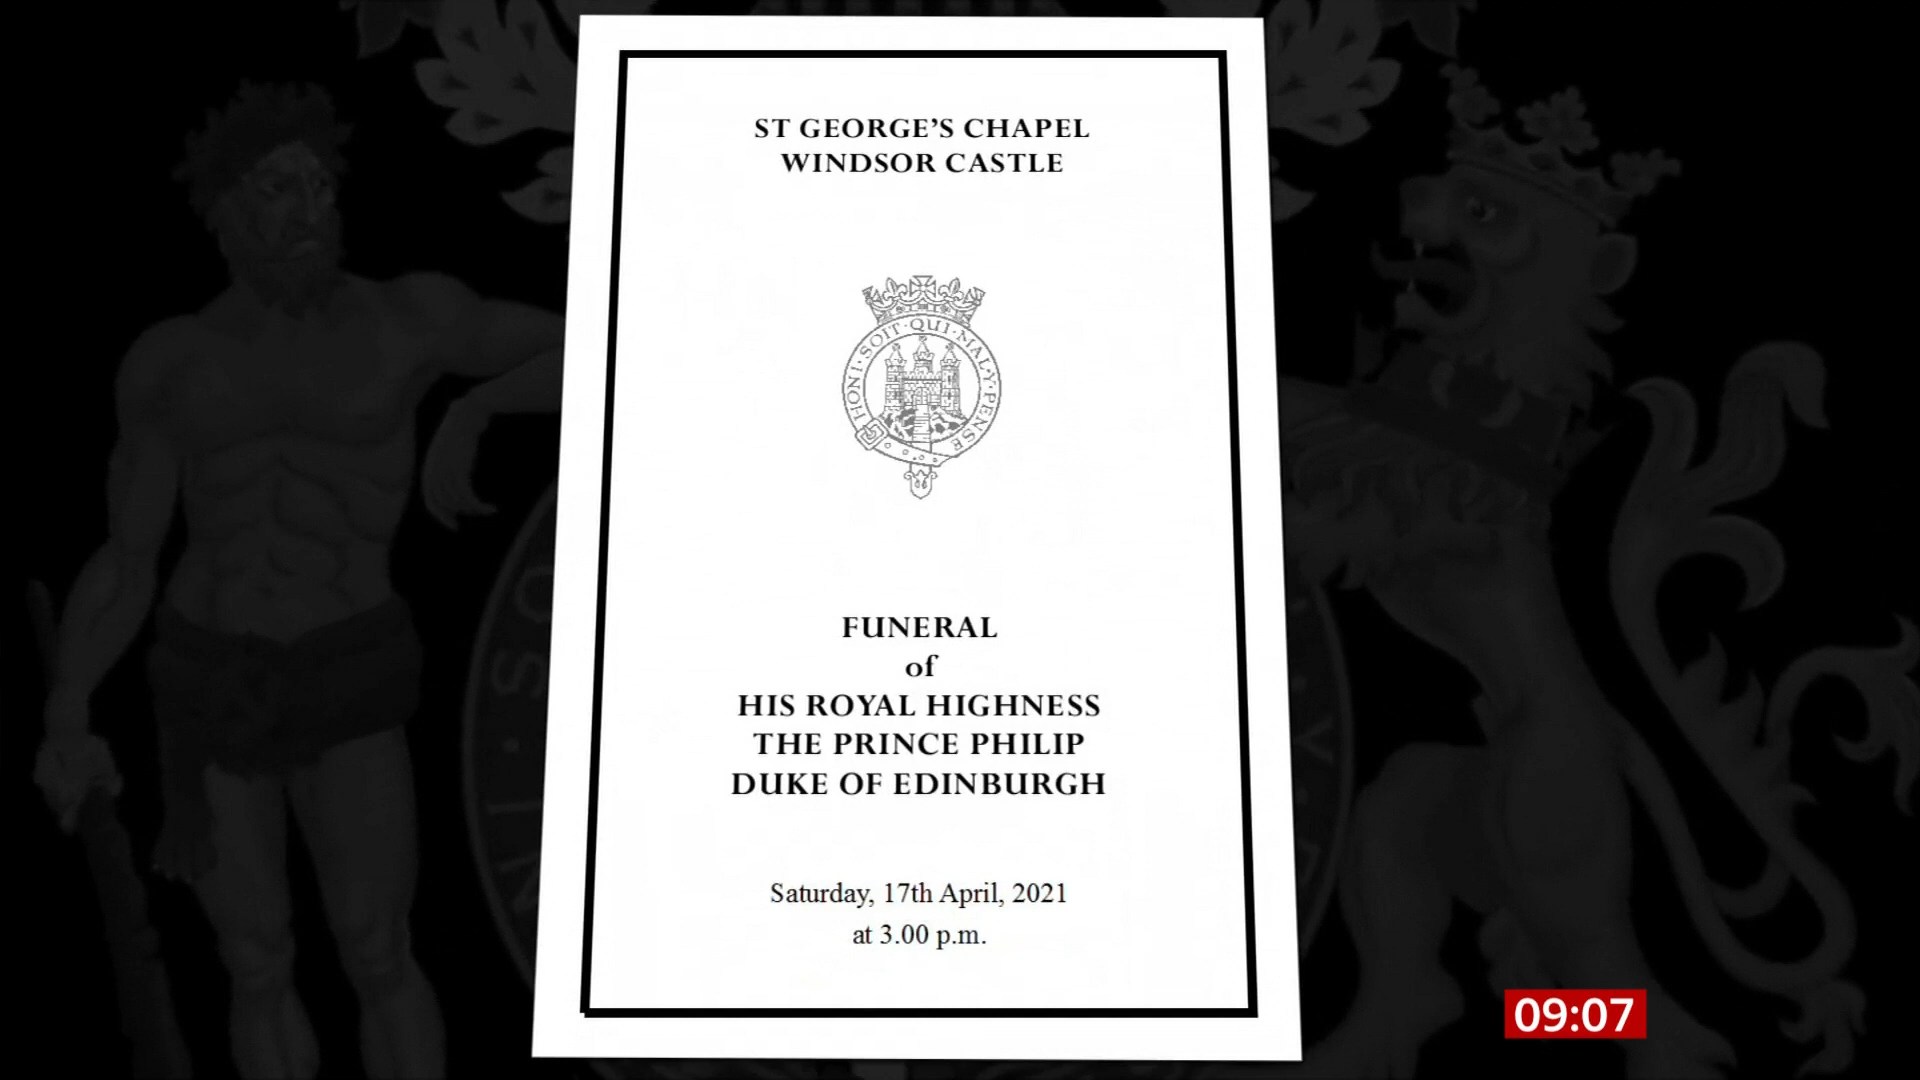 ST GEORGE’S CHAPEL
WINDSOR CASTLE
HONI·SOIT·QUI·MAL·Y·PENSE
FUNERAL
of
HIS ROYAL HIGHNESS
THE PRINCE PHILIP
DUKE OF EDINBURGH
Saturday, 17th April, 2021
at 3.00 p.m.
09:07